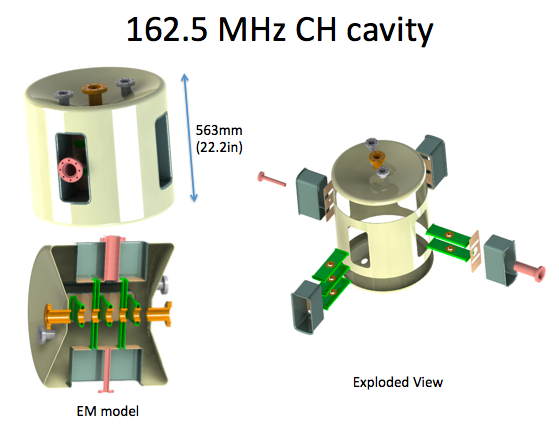 162.5 MHz CH cavity
563mm
(22.2in)
Exploded View
EM model